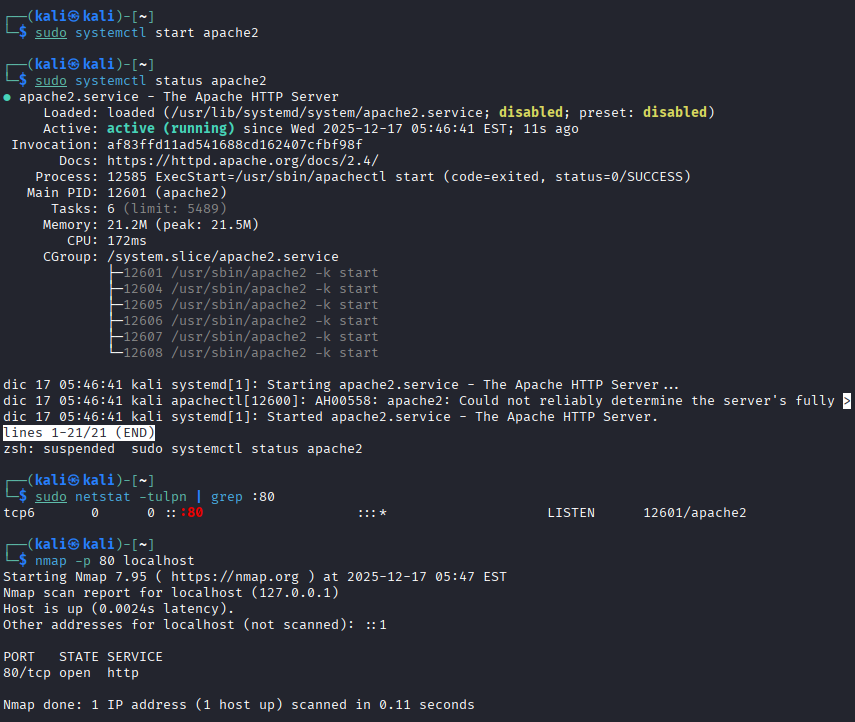 ┌──(kali㉿kali)-[~]
└─$ sudo systemctl start apache2
┌──(kali㉿kali)-[~]
└─$ sudo systemctl status apache2
● apache2.service - The Apache HTTP Server
Loaded: loaded (/usr/lib/systemd/system/apache2.service; disabled; preset: disabled)
Active: active (running) since Wed 2025-12-17 05:46:41 EST; 11s ago
Invocation: af83ffd11ad541688cd162407cfbf98f
Docs: https://httpd.apache.org/docs/2.4/
Process: 12585 ExecStart=/usr/sbin/apachectl start (code=exited, status=0/SUCCESS)
Main PID: 12601 (apache2)
Tasks: 6 (limit: 5489)
Memory: 21.2M (peak: 21.5M)
CPU: 172ms
CGroup: /system.slice/apache2.service
├─12601 /usr/sbin/apache2 -k start
├─12604 /usr/sbin/apache2 -k start
├─12605 /usr/sbin/apache2 -k start
├─12606 /usr/sbin/apache2 -k start
├─12607 /usr/sbin/apache2 -k start
└─12608 /usr/sbin/apache2 -k start
dic 17 05:46:41 kali systemd[1]: Starting apache2.service - The Apache HTTP Server...
dic 17 05:46:41 kali apachectl[12600]: AH00558: apache2: Could not reliably determine the server's fully >
dic 17 05:46:41 kali systemd[1]: Started apache2.service - The Apache HTTP Server.
lines 1-21/21 (END)
zsh: suspended  sudo systemctl status apache2
┌──(kali㉿kali)-[~]
└─$ sudo netstat -tulpn | grep :80
tcp6       0      0 :::80                   :::*                    LISTEN      12601/apache2
┌──(kali㉿kali)-[~]
└─$ nmap -p 80 localhost
Starting Nmap 7.95 ( https://nmap.org ) at 2025-12-17 05:47 EST
Nmap scan report for localhost (127.0.0.1)
Host is up (0.0024s latency).
Other addresses for localhost (not scanned): ::1
PORT   STATE SERVICE
80/tcp open  http
Nmap done: 1 IP address (1 host up) scanned in 0.11 seconds